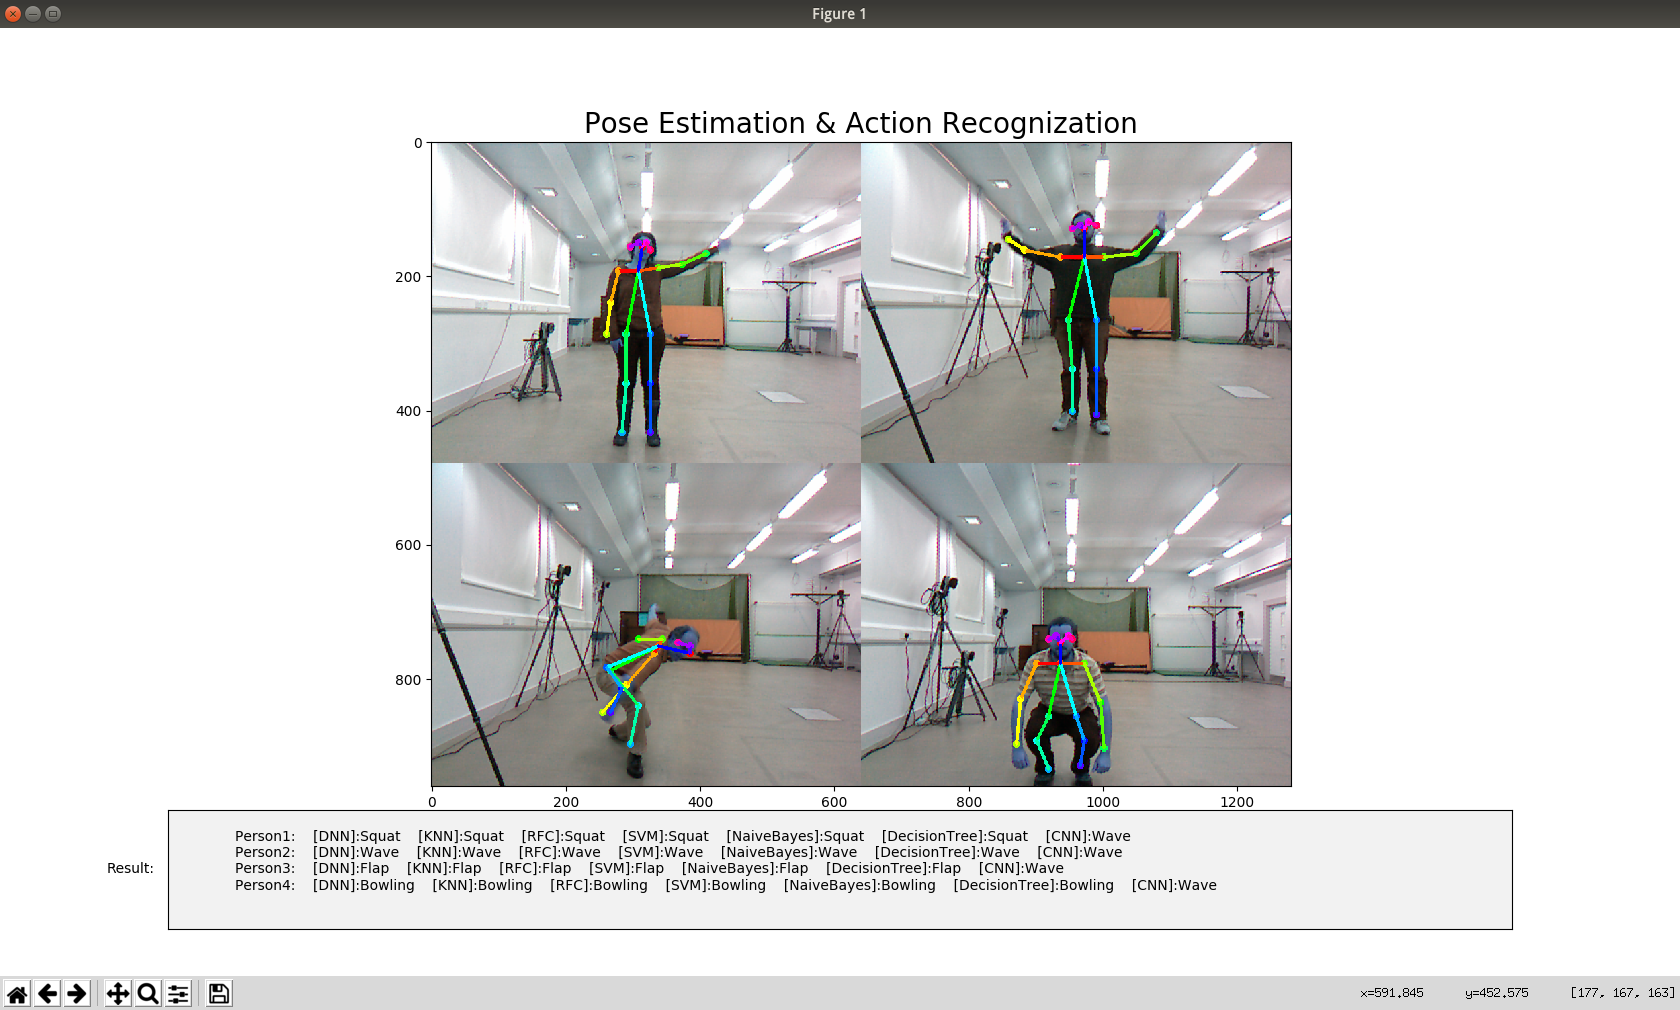 Figure 1
Pose Estimation & Action Recognization
0
200
400
600
800
0 200 400 600 800 1000 1200
Result:
Person1: [DNN]:Squat [KNN]:Squat [RFC]:Squat [SVM]:Squat [NaiveBayes]:Squat [DecisionTree]:Squat [CNN]:Wave
Person2: [DNN]:Wave [KNN]:Wave [RFC]:Wave [SVM]:Wave [NaiveBayes]:Wave [DecisionTree]:Wave [CNN]:Wave
Person3: [DNN]:Flap [KNN]:Flap [RFC]:Flap [SVM]:Flap [NaiveBayes]:Flap [DecisionTree]:Flap [CNN]:Wave
Person4: [DNN]:Bowling [KNN]:Bowling [RFC]:Bowling [SVM]:Bowling [NaiveBayes]:Bowling [DecisionTree]:Bowling [CNN]:Wave
x=591.845 y=452.575 [177, 167, 163]